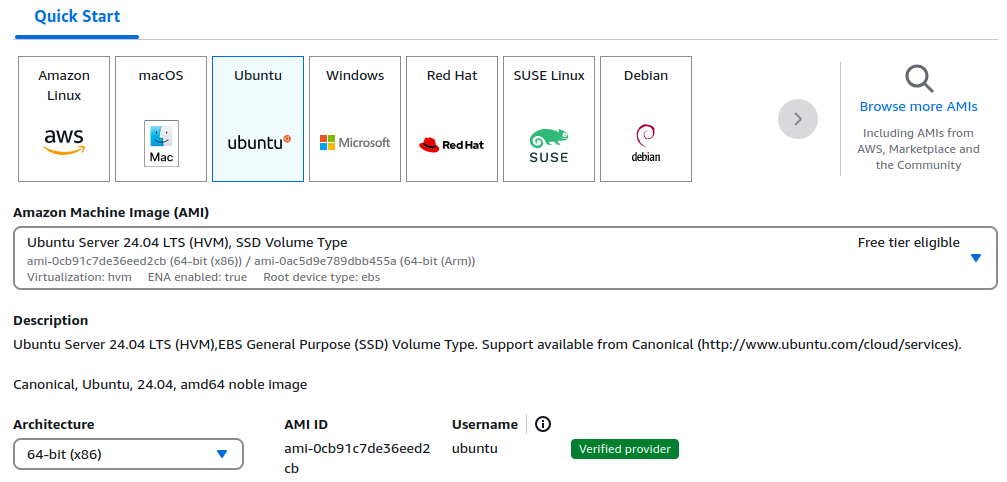 Quick Start
Amazon
Linux
aws
macOS
Mac
Ubuntu
ubuntu
Windows
Microsoft
Red Hat
Red Hat
SUSE Linux
SUSE
Debian
debian
Browse more AMIs
Including AMIs from
AWS, Marketplace and
the Community
Amazon Machine Image (AMI)
Ubuntu Server 24.04 LTS (HVM), SSD Volume Type
Free tier eligible
ami-0cb91c7de36eed2cb (64-bit (x86)) / ami-0ac5d9e789dbb455a (64-bit (Arm))
Virtualization: hvm ENA enabled: true Root device type: ebs
Description
Ubuntu Server 24.04 LTS (HVM),EBS General Purpose (SSD) Volume Type. Support available from Canonical (http://www.ubuntu.com/cloud/services).
Canonical, Ubuntu, 24.04, amd64 noble image
Architecture
64-bit (x86)
AMI ID
ami-0cb91c7de36eed2
cb
Username
ubuntu
Verified provider